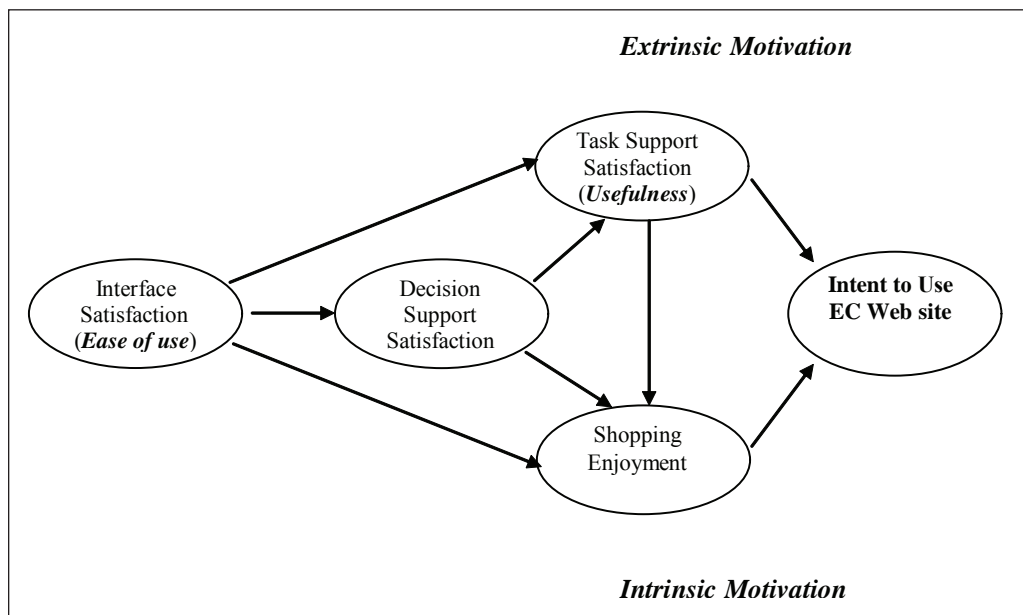 Extrinsic Motivation
Task Support
Satisfaction
(Usefulness)
Interface
Satisfaction
(Ease of use)
Decision
Support
Satisfaction
Intent to Use
EC Web site
Shopping
Enjoyment
Intrinsic Motivation